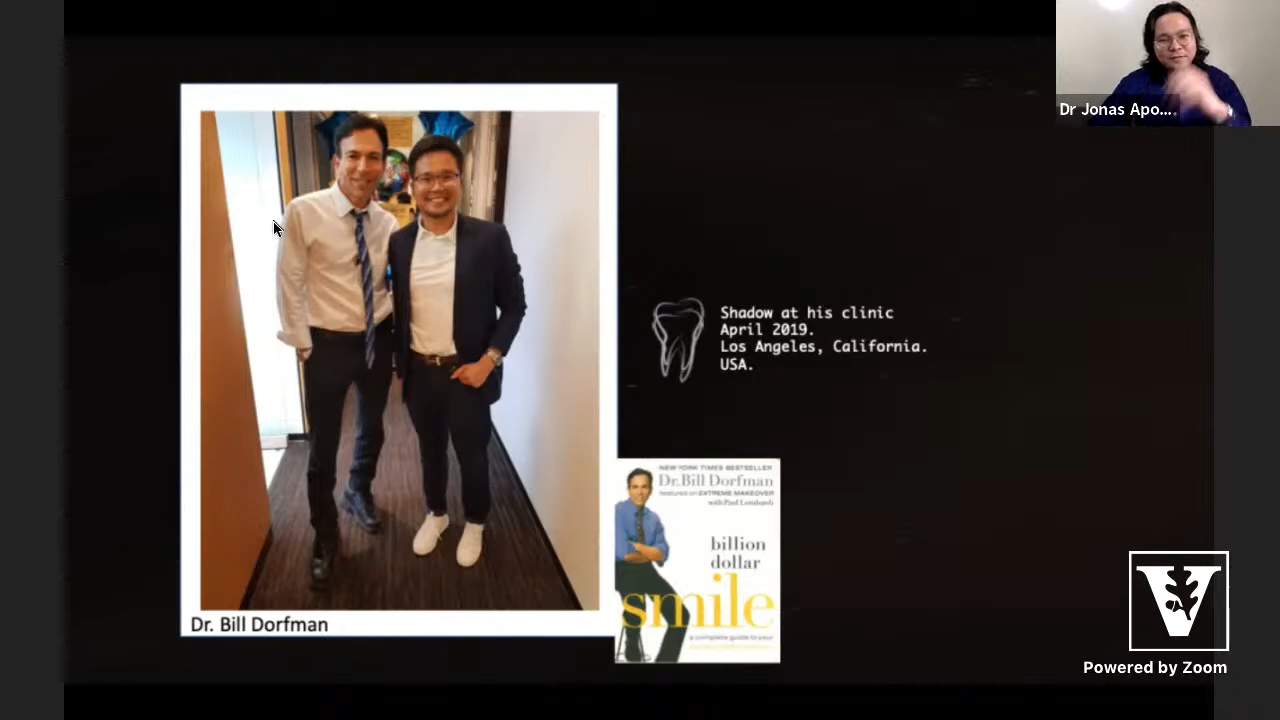 Dr Jonas Apo...
Shadow at his clinic
April 2019.
Los Angeles, California.
USA.
NEW YORK TIMES BESTSELLER
Dr. Bill Dorfman
featured on EXTREME MAKEOVER
with Paul Lombardi
billion
dollar
smile
a complete guide to your
Dr. Bill Dorfman
V
Powered by Zoom